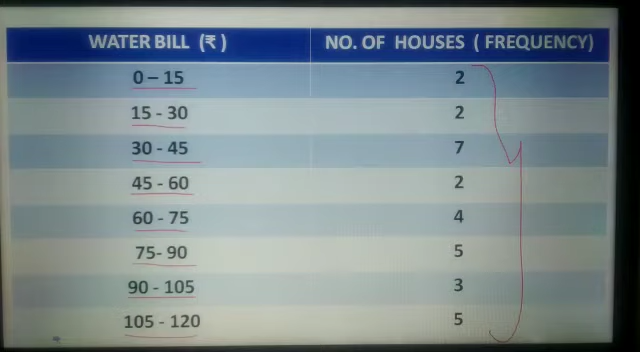 WATER BILL (₹) NO. OF HOUSES ( FREQUENCY)
0 – 15 2
15 - 30 2
30 - 45 7
45 - 60 2
60 - 75 4
75- 90 5
90 - 105 3
105 - 120 5